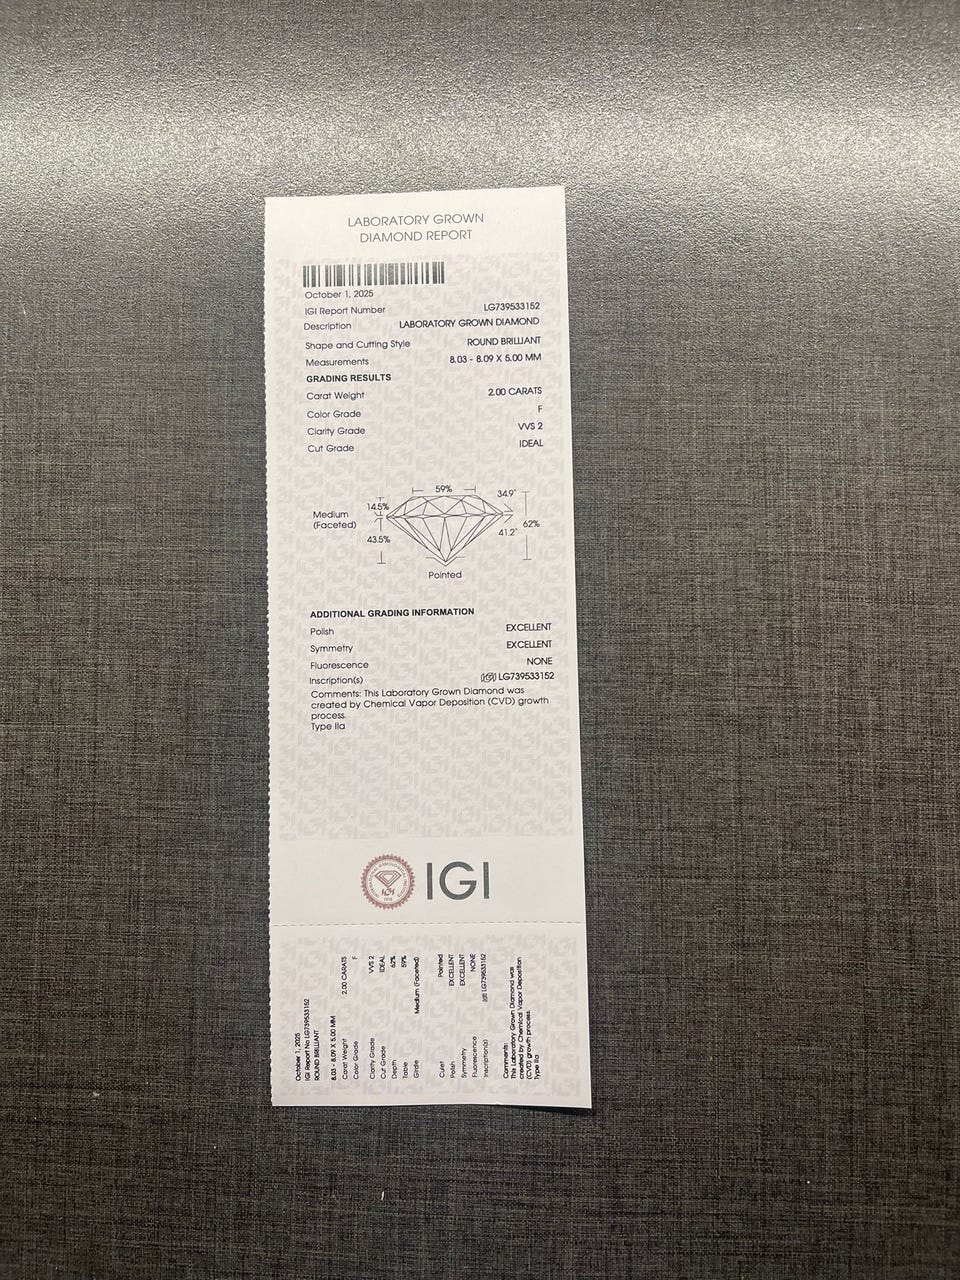 LABORATORY GROWN
DIAMOND REPORT
October 1, 2025
IGI Report Number LG739533152
Description LABORATORY GROWN DIAMOND
Shape and Cutting Style ROUND BRILLIANT
Measurements 8.03 - 8.09 X 5.00 MM
GRADING RESULTS
Carat Weight 2.00 CARATS
Color Grade F
Clarity Grade VVS 2
Cut Grade IDEAL
59%
34.9°
14.5%
Medium
(Faceted)
62%
41.2°
43.5%
Pointed
ADDITIONAL GRADING INFORMATION
Polish EXCELLENT
Symmetry EXCELLENT
Fluorescence NONE
Inscription(s) IGI LG739533152
Comments: This Laboratory Grown Diamond was
created by Chemical Vapor Deposition (CVD) growth
process.
Type IIa
IGI
IGI
October 1, 2025
IGI Report No LG739533152
ROUND BRILLIANT
8.03 - 8.09 X 5.00 MM
Carat Weight 2.00 CARATS
Color Grade F
Clarity Grade VVS 2
Cut Grade IDEAL
Depth 62%
Table 59%
Girdle Medium (Faceted)
Culet Pointed
Polish EXCELLENT
Symmetry EXCELLENT
Fluorescence NONE
Inscription(s) IGI LG739533152
Comments:
This Laboratory Grown Diamond was
created by Chemical Vapor Deposition
(CVD) growth process.
Type IIa